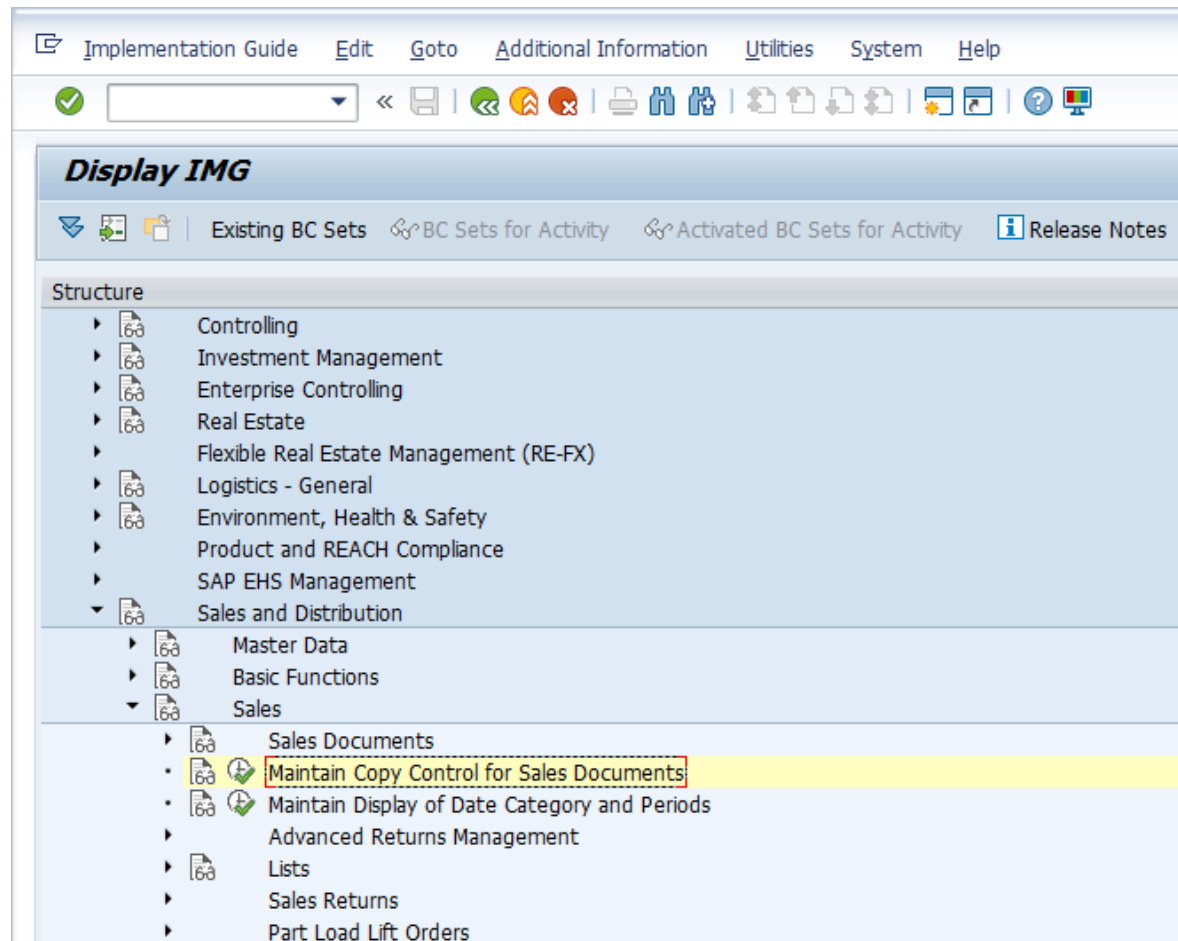 Implementation Guide Edit Goto Additional Information Utilities System Help
Display IMG
Existing BC Sets BC Sets for Activity Activated BC Sets for Activity Release Notes
Structure
Controlling
Investment Management
Enterprise Controlling
Real Estate
Flexible Real Estate Management (RE-FX)
Logistics - General
Environment, Health & Safety
Product and REACH Compliance
SAP EHS Management
Sales and Distribution
Master Data
Basic Functions
Sales
Sales Documents
Maintain Copy Control for Sales Documents
Maintain Display of Date Category and Periods
Advanced Returns Management
Lists
Sales Returns
Part Load Lift Orders